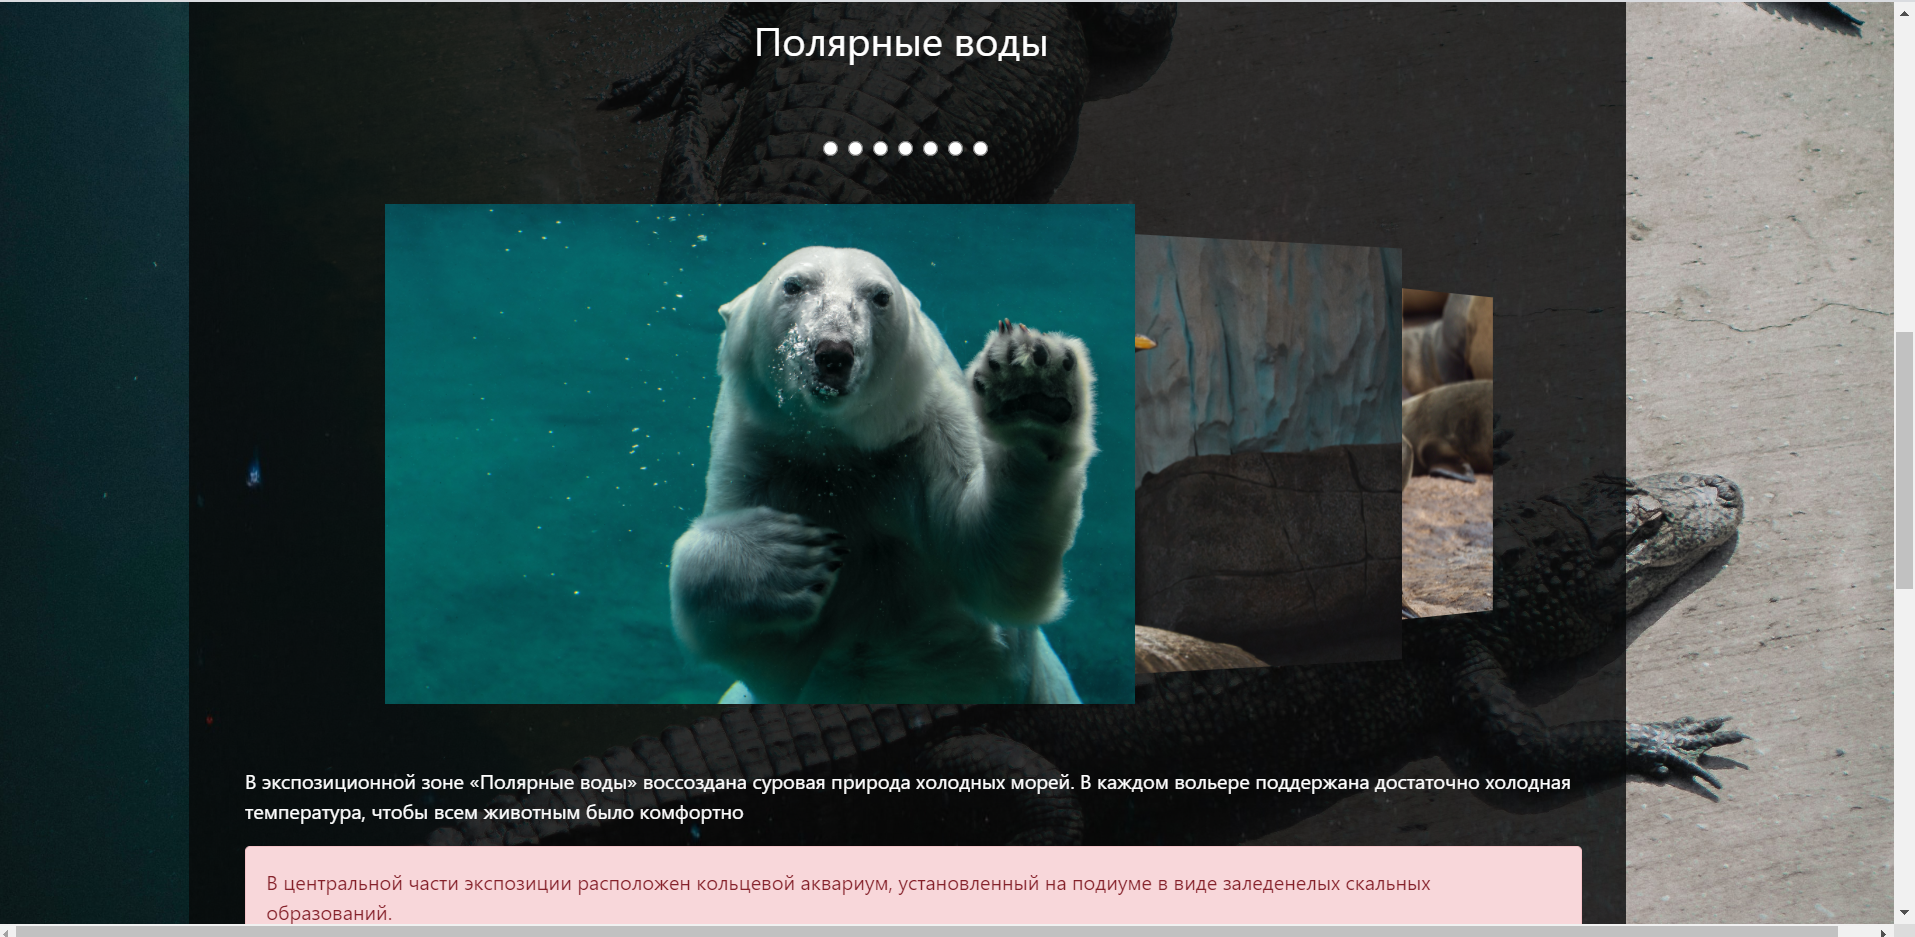 Полярные воды
В экспозиционной зоне «Полярные воды» воссоздана суровая природа холодных морей. В каждом вольере поддержана достаточно холодная
температура, чтобы всем животным было комфортно
В центральной части экспозиции расположен кольцевой аквариум, установленный на подиуме в виде заледенелых скальных
образований.